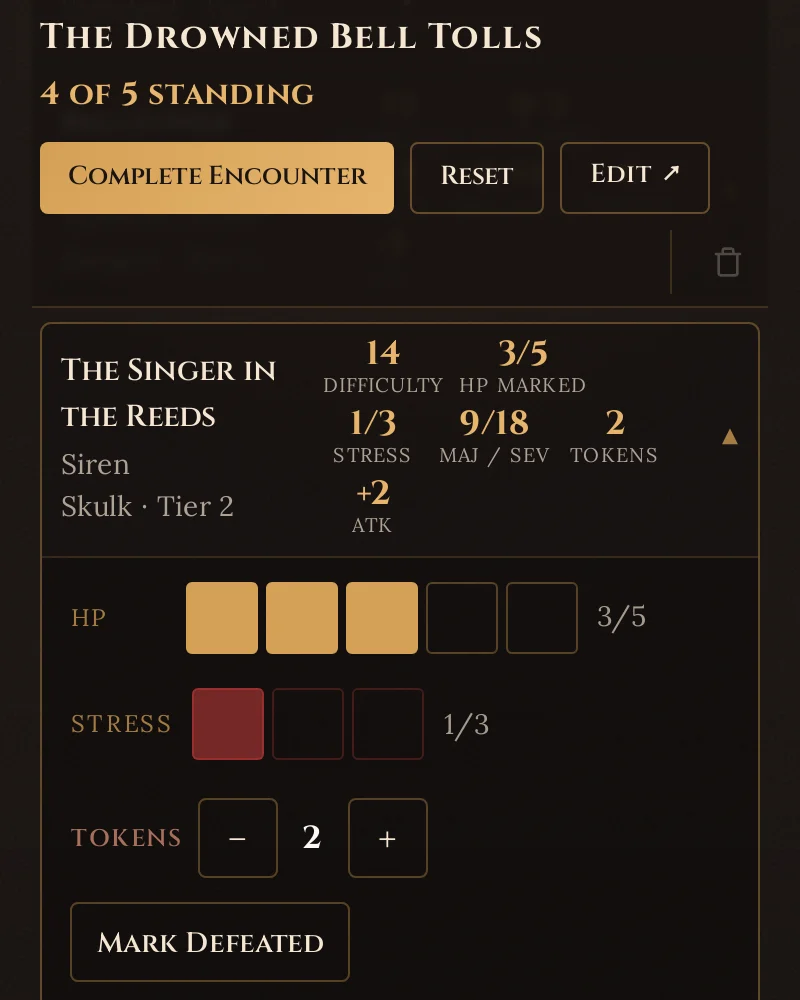 The Drowned Bell Tolls
4 of 5 standing
Complete Encounter
Reset
Edit ↗
The Singer in
the Reeds
Siren
Skulk · Tier 2
14
DIFFICULTY
3/5
HP MARKED
1/3
STRESS
9/18
MAJ / SEV
2
TOKENS
+2
ATK
▲
HP
3/5
STRESS
1/3
TOKENS
−
2
+
Mark Defeated